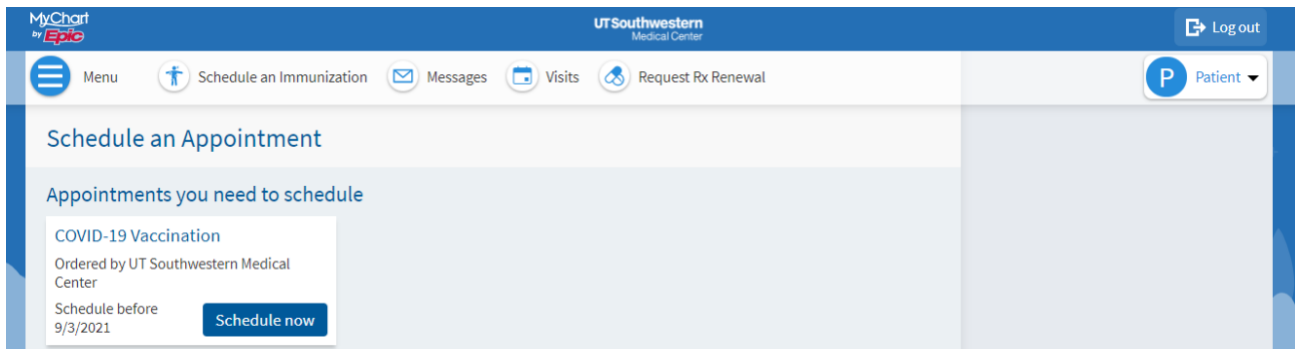 MyChart
by Epic
UTSouthwestern
Medical Center
Log out
Menu
Schedule an Immunization
Messages
Visits
Request Rx Renewal
P
Patient
Schedule an Appointment
Appointments you need to schedule
COVID-19 Vaccination
Ordered by UT Southwestern Medical
Center
Schedule before
9/3/2021
Schedule now